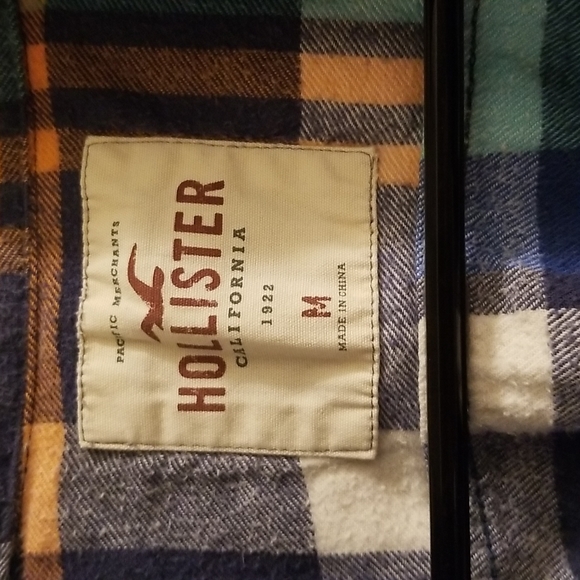 PACIFIC MERCHANTS
HOLLISTER
CALIFORNIA
1922
M
MADE IN CHINA